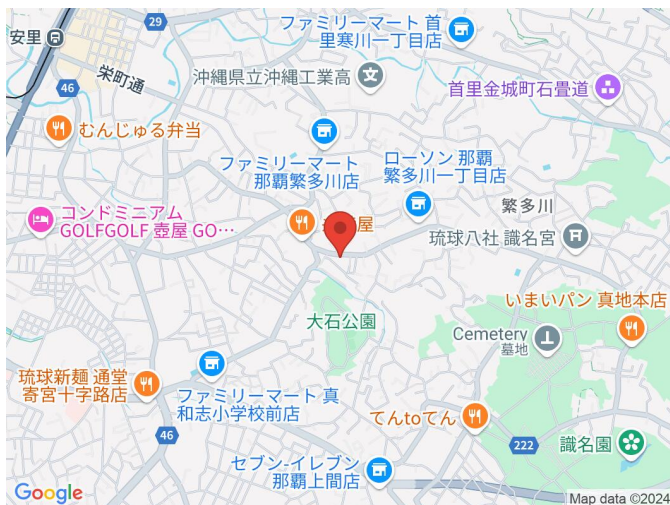 ファミリーマート 首
里寒川一丁目店
29
安里
栄町通
沖縄県立沖縄工業高
首里金城町石畳道
46
むんじゅる弁当
ファミリーマート
那覇繁多川店
ローソン 那覇
繁多川一丁目店
繁多川
コンドミニアム
GOLFGOLF 壺屋 GO…
屋
琉球八社 識名宮
いまいパン 真地本店
大石公園
Cemetery
墓地
琉球新麺 通堂
寄宮十字路店
ファミリーマート 真
和志小学校前店
てんtoてん
46
222
識名園
セブン-イレブン
那覇上間店
Google
Map data ©2024